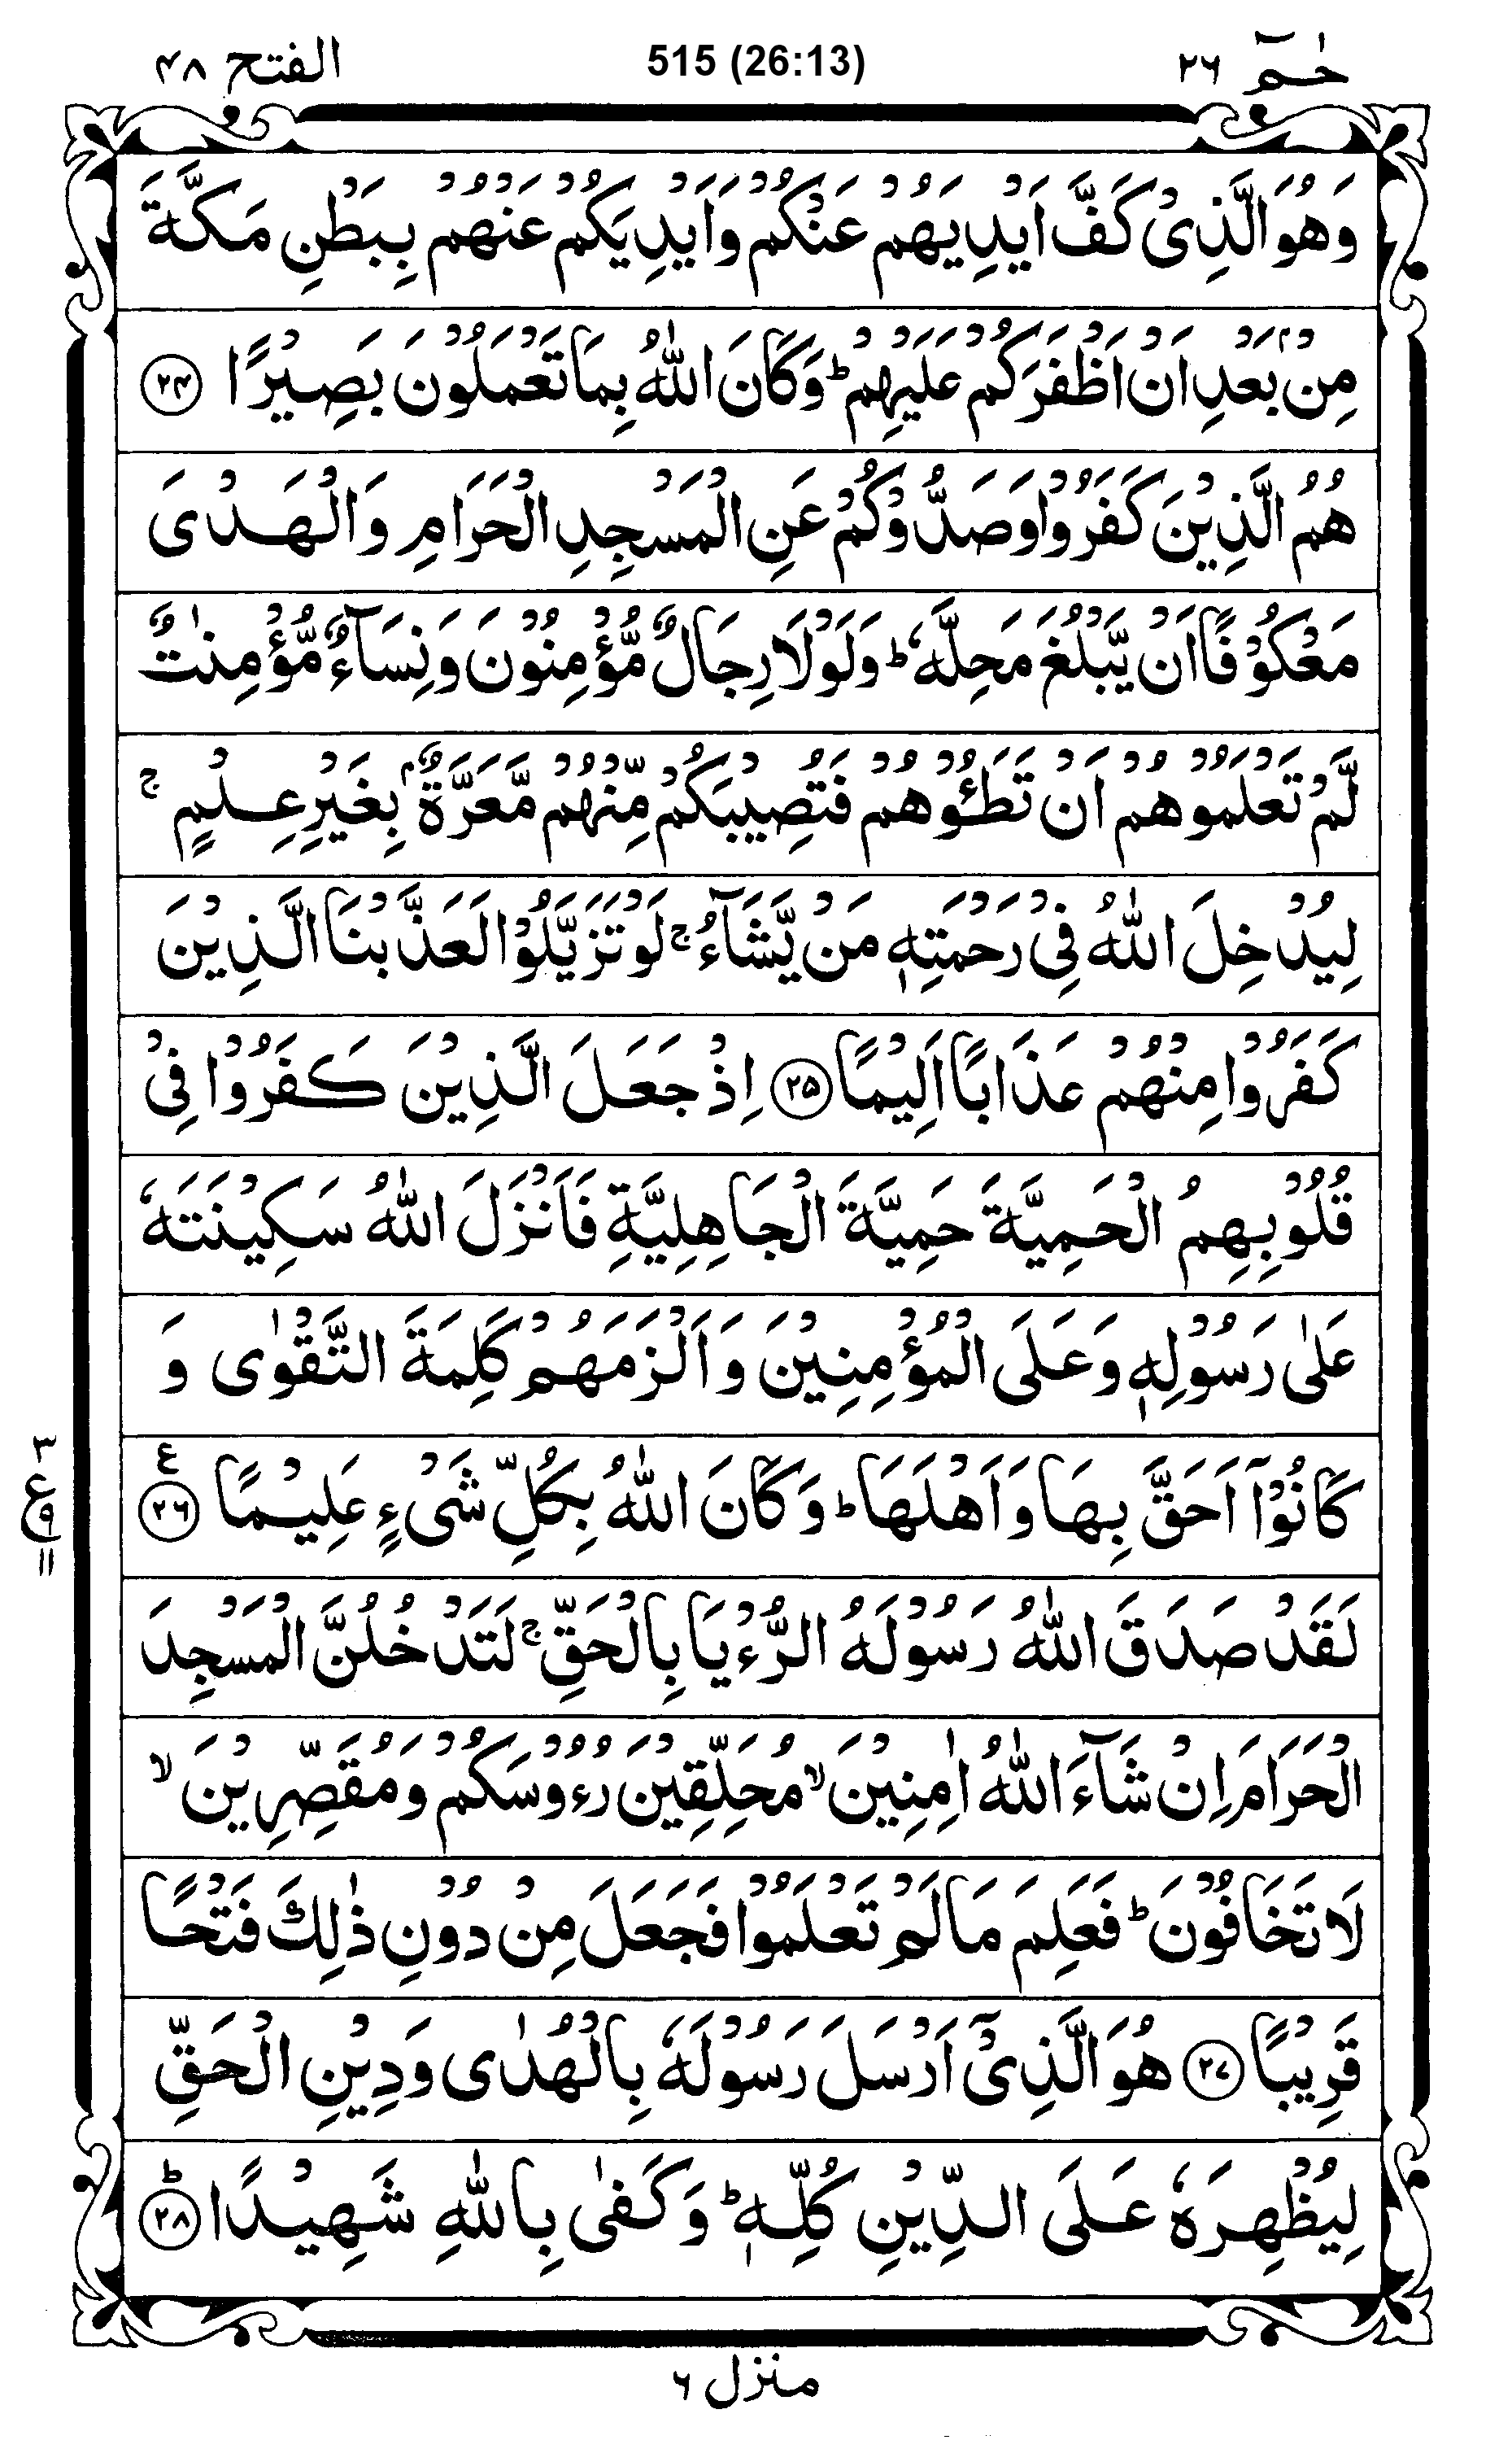 حٰمٓ ٢٦
515 (26:13)
الفتح ٤٨
وَهُوَ الَّذِیْ كَفَّ اَیْدِیَهُمْ عَنْكُمْ وَاَیْدِیَكُمْ عَنْهُمْ بِبَطْنِ مَكَّةَ
مِنْۢ بَعْدِ اَنْ اَظْفَرَكُمْ عَلَیْهِمْ ؕ وَكَانَ اللّٰهُ بِمَا تَعْمَلُوْنَ بَصِیْرًا ۝٢٤
هُمُ الَّذِیْنَ كَفَرُوْا وَصَدُّوْكُمْ عَنِ الْمَسْجِدِ الْحَرَامِ وَالْهَدْیَ
مَعْكُوْفًا اَنْ یَّبْلُغَ مَحِلَّهٗ ؕ وَلَوْلَا رِجَالٌ مُّؤْمِنُوْنَ وَنِسَآءٌ مُّؤْمِنٰتٌ
لَّمْ تَعْلَمُوْهُمْ اَنْ تَطَـُٔوْهُمْ فَتُصِیْبَكُمْ مِّنْهُمْ مَّعَرَّةٌۢ بِغَیْرِ عِلْمٍ ۚ
لِیُدْخِلَ اللّٰهُ فِیْ رَحْمَتِهٖ مَنْ یَّشَآءُ ۚ لَوْ تَزَیَّلُوْا لَعَذَّبْنَا الَّذِیْنَ
كَفَرُوْا مِنْهُمْ عَذَابًا اَلِیْمًا ۝٢٥ اِذْ جَعَلَ الَّذِیْنَ كَفَرُوْا فِیْ
قُلُوْبِهِمُ الْحَمِیَّةَ حَمِیَّةَ الْجَاهِلِیَّةِ فَاَنْزَلَ اللّٰهُ سَكِیْنَتَهٗ
عَلٰی رَسُوْلِهٖ وَعَلَی الْمُؤْمِنِیْنَ وَاَلْزَمَهُمْ كَلِمَةَ التَّقْوٰی وَ
كَانُوْۤا اَحَقَّ بِهَا وَاَهْلَهَا ؕ وَكَانَ اللّٰهُ بِكُلِّ شَیْءٍ عَلِیْمًا ۝٢٦ ع
٣ ع ٩ ١١
لَقَدْ صَدَقَ اللّٰهُ رَسُوْلَهُ الرُّءْیَا بِالْحَقِّ ۚ لَتَدْخُلُنَّ الْمَسْجِدَ
الْحَرَامَ اِنْ شَآءَ اللّٰهُ اٰمِنِیْنَ ۙ مُحَلِّقِیْنَ رُءُوْسَكُمْ وَمُقَصِّرِیْنَ ۙ
لَا تَخَافُوْنَ ؕ فَعَلِمَ مَا لَمْ تَعْلَمُوْا فَجَعَلَ مِنْ دُوْنِ ذٰلِكَ فَتْحًا
قَرِیْبًا ۝٢٧ هُوَ الَّذِیْۤ اَرْسَلَ رَسُوْلَهٗ بِالْهُدٰی وَدِیْنِ الْحَقِّ
لِیُظْهِرَهٗ عَلَی الدِّیْنِ كُلِّهٖ ؕ وَكَفٰی بِاللّٰهِ شَهِیْدًا ۝٢٨ ؕ
منزل ٦